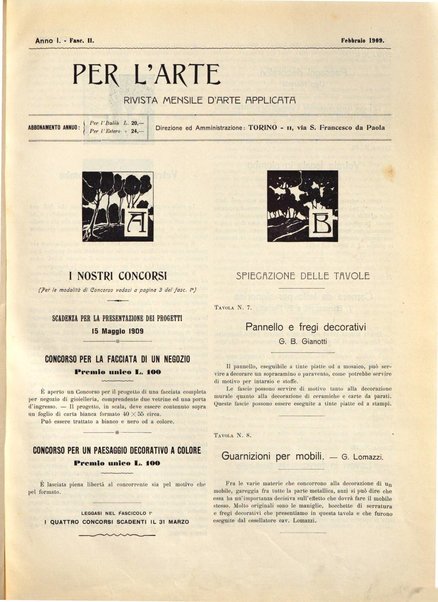 Anno I. - Fasc. II.
Febbraio 1909.
PER L'ARTE
RIVISTA MENSILE D'ARTE APPLICATA
ABBONAMENTO ANNUO:
Per l'Italia L. 20,—
Per l'Estero » 24,—
Direzione ed Amministrazione: TORINO - 11, via S. Francesco da Paola
A
I NOSTRI CONCORSI
(Per le modalità di Concorso vedasi a pagina 3 del fasc. I°)
SCADENZA PER LA PRESENTAZIONE DEI PROGETTI
15 Maggio 1909
CONCORSO PER LA FACCIATA DI UN NEGOZIO
Premio unico L. 100
È aperto un Concorso per il progetto di una facciata completa
per negozio di gioielleria, comprendente due vetrine ed una porta
d'ingresso. — Il progetto, in scala, deve essere contenuto sopra
un foglio di carta bianca formato 40 × 55 circa.
Può essere trattato a bianco e nero od a colore.
CONCORSO PER UN PAESAGGIO DECORATIVO A COLORE
Premio unico L. 100
È lasciata piena libertà al concorrente sia pel motivo che
pel formato.
LEGGASI NEL FASCICOLO I°
I QUATTRO CONCORSI SCADENTI IL 31 MARZO
B
SPIEGAZIONE DELLE TAVOLE
TAVOLA N. 7.
Pannello e fregi decorativi
G. B. Gianotti
Il pannello, eseguibile a tinte piatte od a mosaico, può ser-
vire a decorare un sopracamino o paravento, come potrebbe servire
di motivo per intarsio e stoffe.
Le fascie possono servire di motivo tanto alla decorazione
murale quanto alla decorazione di ceramiche e carte da parati.
Queste fascie possono essere eseguite a tinte piatte od a stampi.
TAVOLA N. 8.
Guarnizioni per mobili. — G. Lomazzi.
Fra le varie materie che concorrono alla decorazione di un
mobile, gareggia fra tutte la parte metallica, anzi si può dire che
essa ha un'importanza decisiva sull'effetto che dovrà fare il mobile
stesso. Molto originali sono le maniglie, bocchette di serratura
e fregi decorativi che presentiamo in questa tavola e che furono
eseguite dal cesellatore cav. Lomazzi.